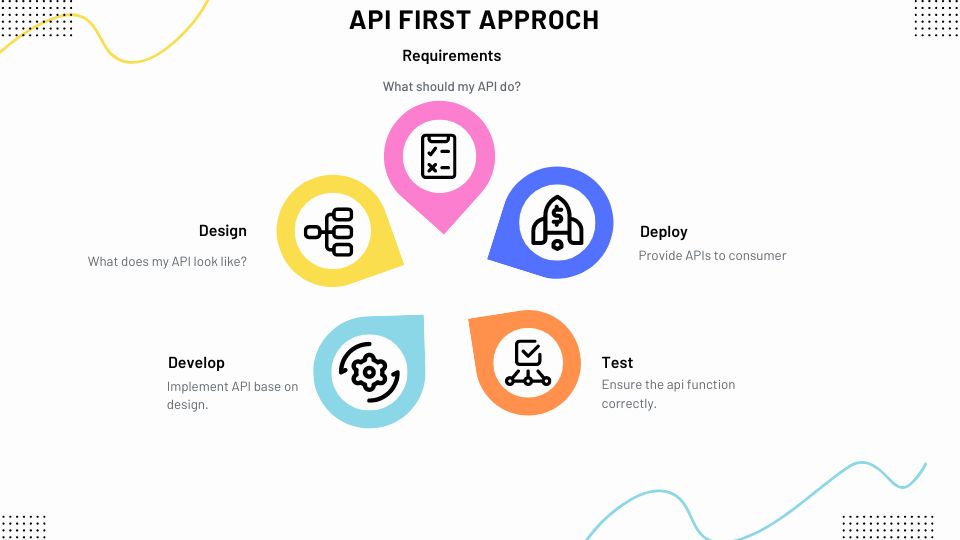 API FIRST APPROCH
Requirements
What should my API do?
Design
What does my API look like?
Deploy
Provide APIs to consumer
Develop
Implement API base on
design.
Test
Ensure the api function
correctly.
$